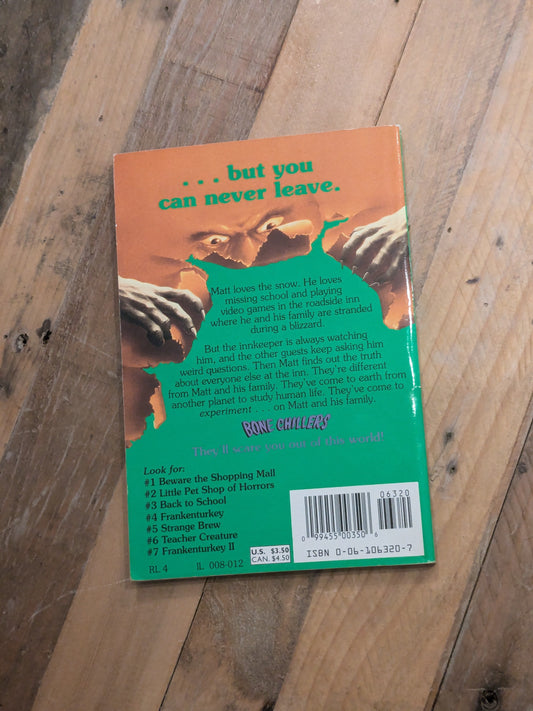 . . . but you
can never leave.
Matt loves the snow. He loves
missing school and playing
video games in the roadside inn
where he and his family are stranded
during a blizzard.
But the innkeeper is always watching
him, and the other guests keep asking him
weird questions. Then Matt finds out the truth
about everyone else at the inn. They're different
from Matt and his family. They've come to earth from
another planet to study human life. They've come to
experiment . . . on Matt and his family.
BONE CHILLERS
They'll scare you out of this world!
Look for:
#1 Beware the Shopping Mall
#2 Little Pet Shop of Horrors
#3 Back to School
#4 Frankenturkey
#5 Strange Brew
#6 Teacher Creature
#7 Frankenturkey II
RL 4 IL 008-012
U.S. $3.50
CAN. $4.50
06320
0 99455 00350 6
ISBN 0-06-106320-7